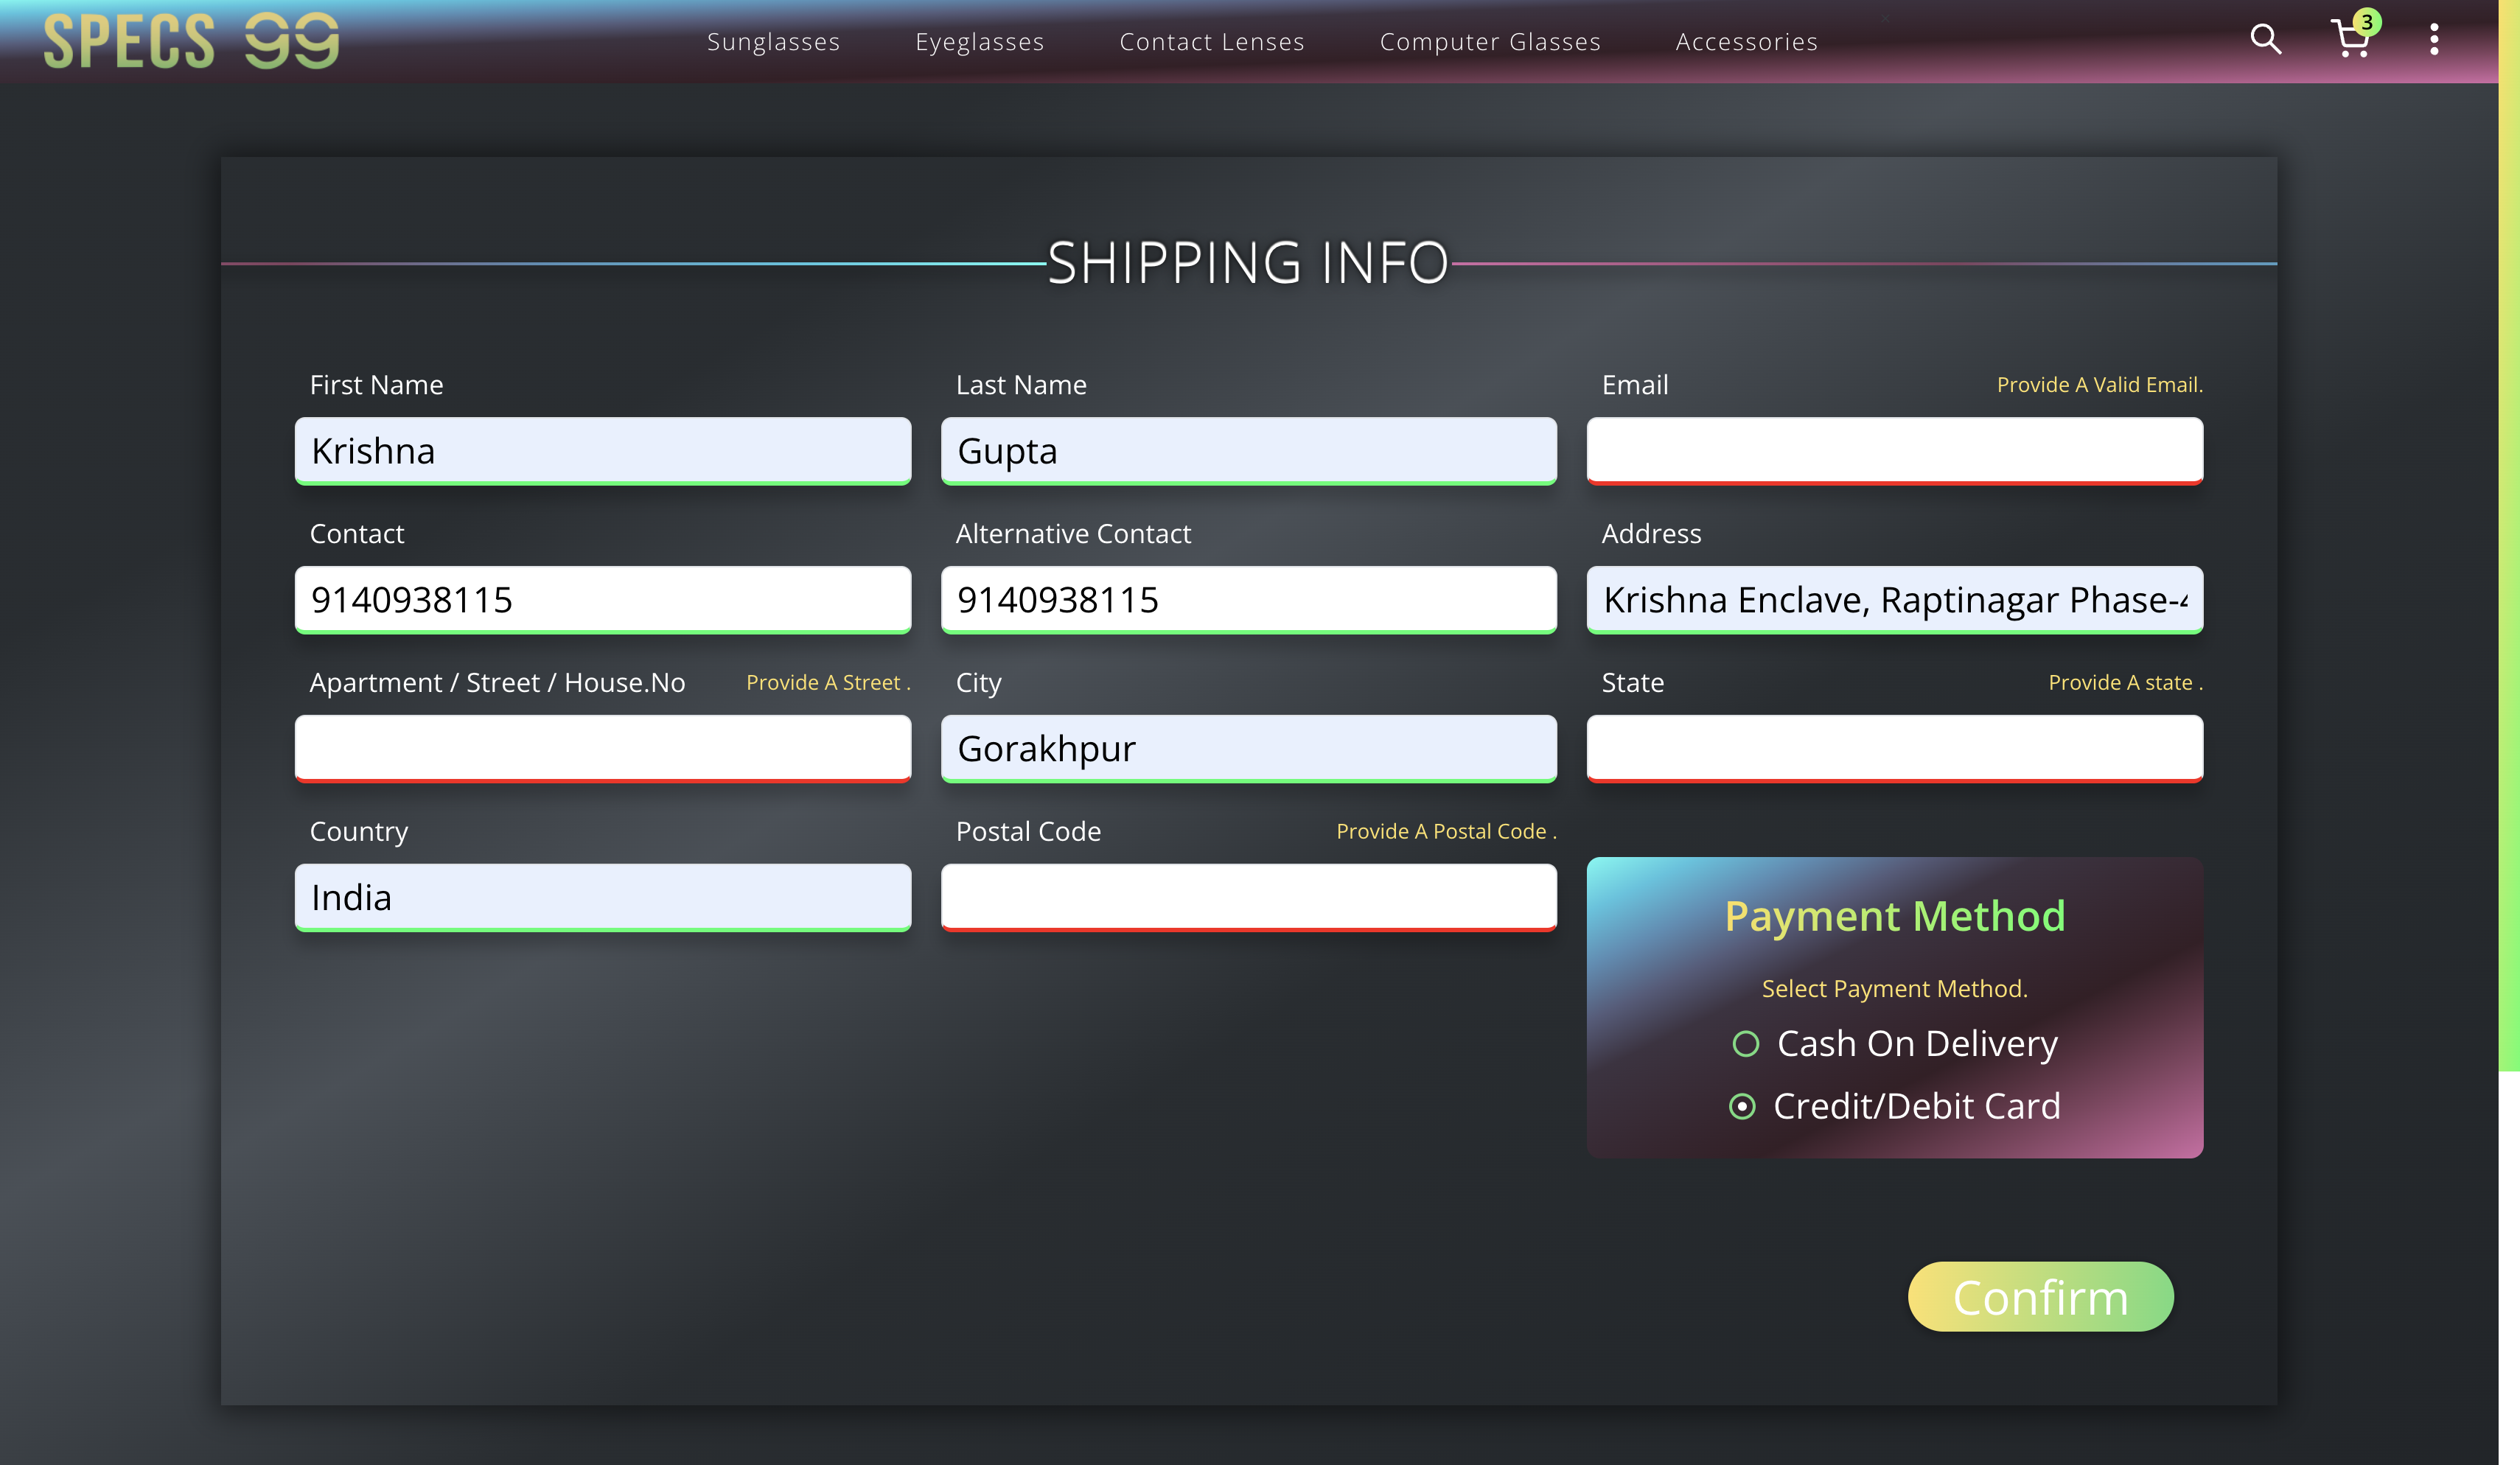 SPECS 99
Sunglasses Eyeglasses Contact Lenses Computer Glasses Accessories
3
SHIPPING INFO
First Name Last Name Email Provide A Valid Email.
Krishna Gupta
Contact Alternative Contact Address
9140938115 9140938115 Krishna Enclave, Raptinagar Phase-4
Apartment / Street / House.No Provide A Street . City State Provide A state .
Gorakhpur
Country Postal Code Provide A Postal Code .
India
Payment Method
Select Payment Method.
Cash On Delivery
Credit/Debit Card
Confirm